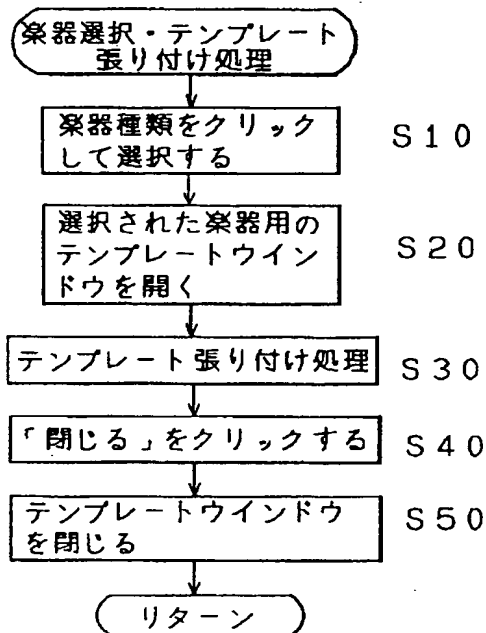 楽器選択・テンプレート
張り付け処理
楽器種類をクリック
して選択する
S10
選択された楽器用の
テンプレートウイン
ドウを開く
S20
テンプレート張り付け処理
S30
「閉じる」をクリックする
S40
テンプレートウインドウ
を閉じる
S50
リターン